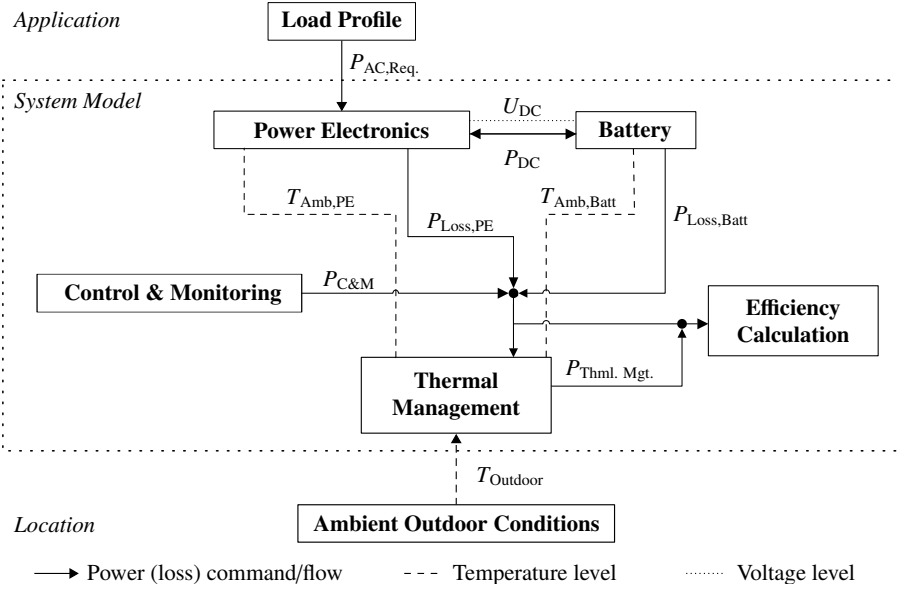 Application
Load Profile
P_AC,Req.
System Model
Power Electronics
U_DC
Battery
P_DC
T_Amb,PE
T_Amb,Batt
P_Loss,PE
P_Loss,Batt
Control & Monitoring
P_C&M
Efficiency
Calculation
Thermal
Management
P_Thml. Mgt.
T_Outdoor
Location
Ambient Outdoor Conditions
Power (loss) command/flow
Temperature level
Voltage level